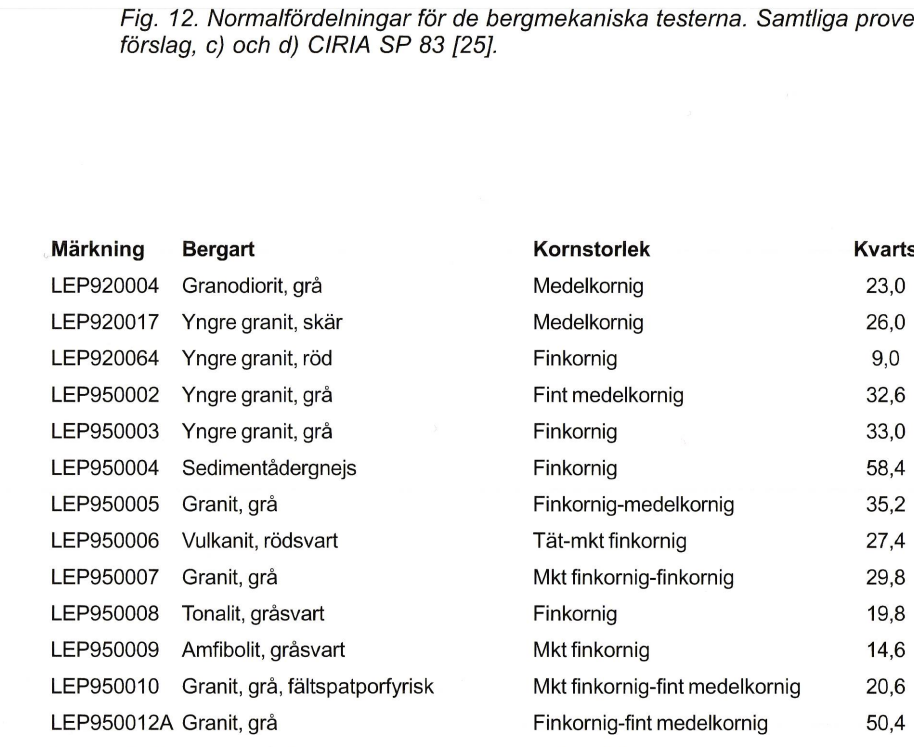 Fig. 12. Normalfördelningar för de bergmekaniska testerna. Samtliga prove
förslag, c) och d) CIRIA SP 83 [25].
Märkning Bergart Kornstorlek Kvarts
LEP920004 Granodiorit, grå Medelkornig 23,0
LEP920017 Yngre granit, skär Medelkornig 26,0
LEP920064 Yngre granit, röd Finkornig 9,0
LEP950002 Yngre granit, grå Fint medelkornig 32,6
LEP950003 Yngre granit, grå Finkornig 33,0
LEP950004 Sedimentådergnejs Finkornig 58,4
LEP950005 Granit, grå Finkornig-medelkornig 35,2
LEP950006 Vulkanit, rödsvart Tät-mkt finkornig 27,4
LEP950007 Granit, grå Mkt finkornig-finkornig 29,8
LEP950008 Tonalit, gråsvart Finkornig 19,8
LEP950009 Amfibolit, gråsvart Mkt finkornig 14,6
LEP950010 Granit, grå, fältspatporfyrisk Mkt finkornig-fint medelkornig 20,6
LEP950012A Granit, grå Finkornig-fint medelkornig 50,4